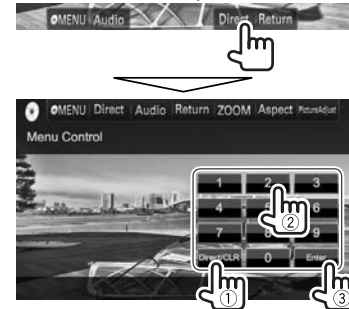 MENU Audio Direct Return
MENU Direct Audio Return ZOOM Aspect PictureAdjust
Menu Control
1 2 3
4 6
7 9
Direct/CLR 0 Enter
②
① ③